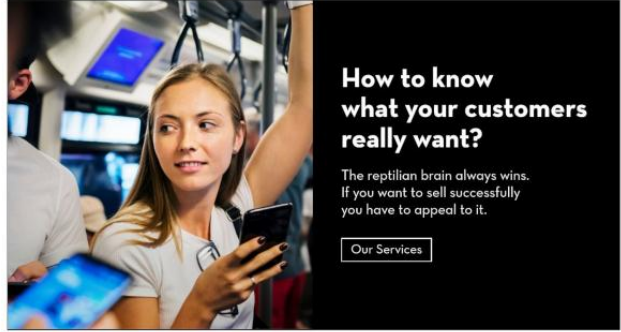 How to know
what your customers
really want?
The reptilian brain always wins.
If you want to sell successfully
you have to appeal to it.
Our Services